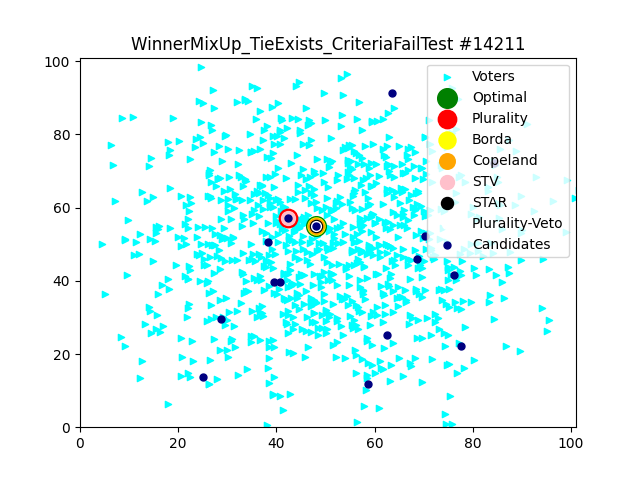 WinnerMixUp_TieExists_CriteriaFailTest #14211
100
80
60
40
20
0
0
20
40
60
80
100
Voters
Optimal
Plurality
Borda
Copeland
STV
STAR
Plurality-Veto
Candidates